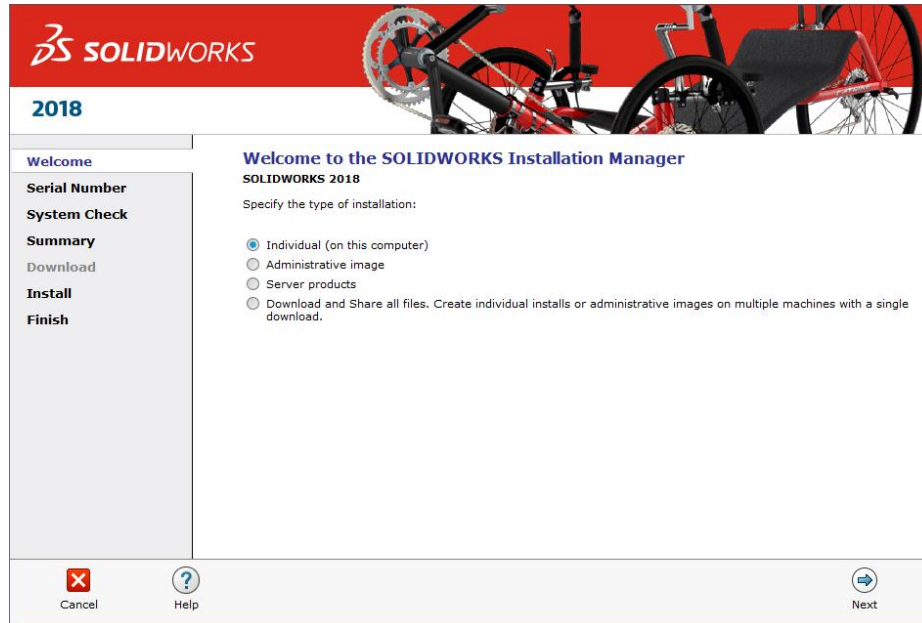 3S SOLIDWORKS
2018
Welcome
Serial Number
System Check
Summary
Download
Install
Finish
Welcome to the SOLIDWORKS Installation Manager
SOLIDWORKS 2018
Specify the type of installation:
Individual (on this computer)
Administrative image
Server products
Download and Share all files. Create individual installs or administrative images on multiple machines with a single
download.
Cancel
Help
Next